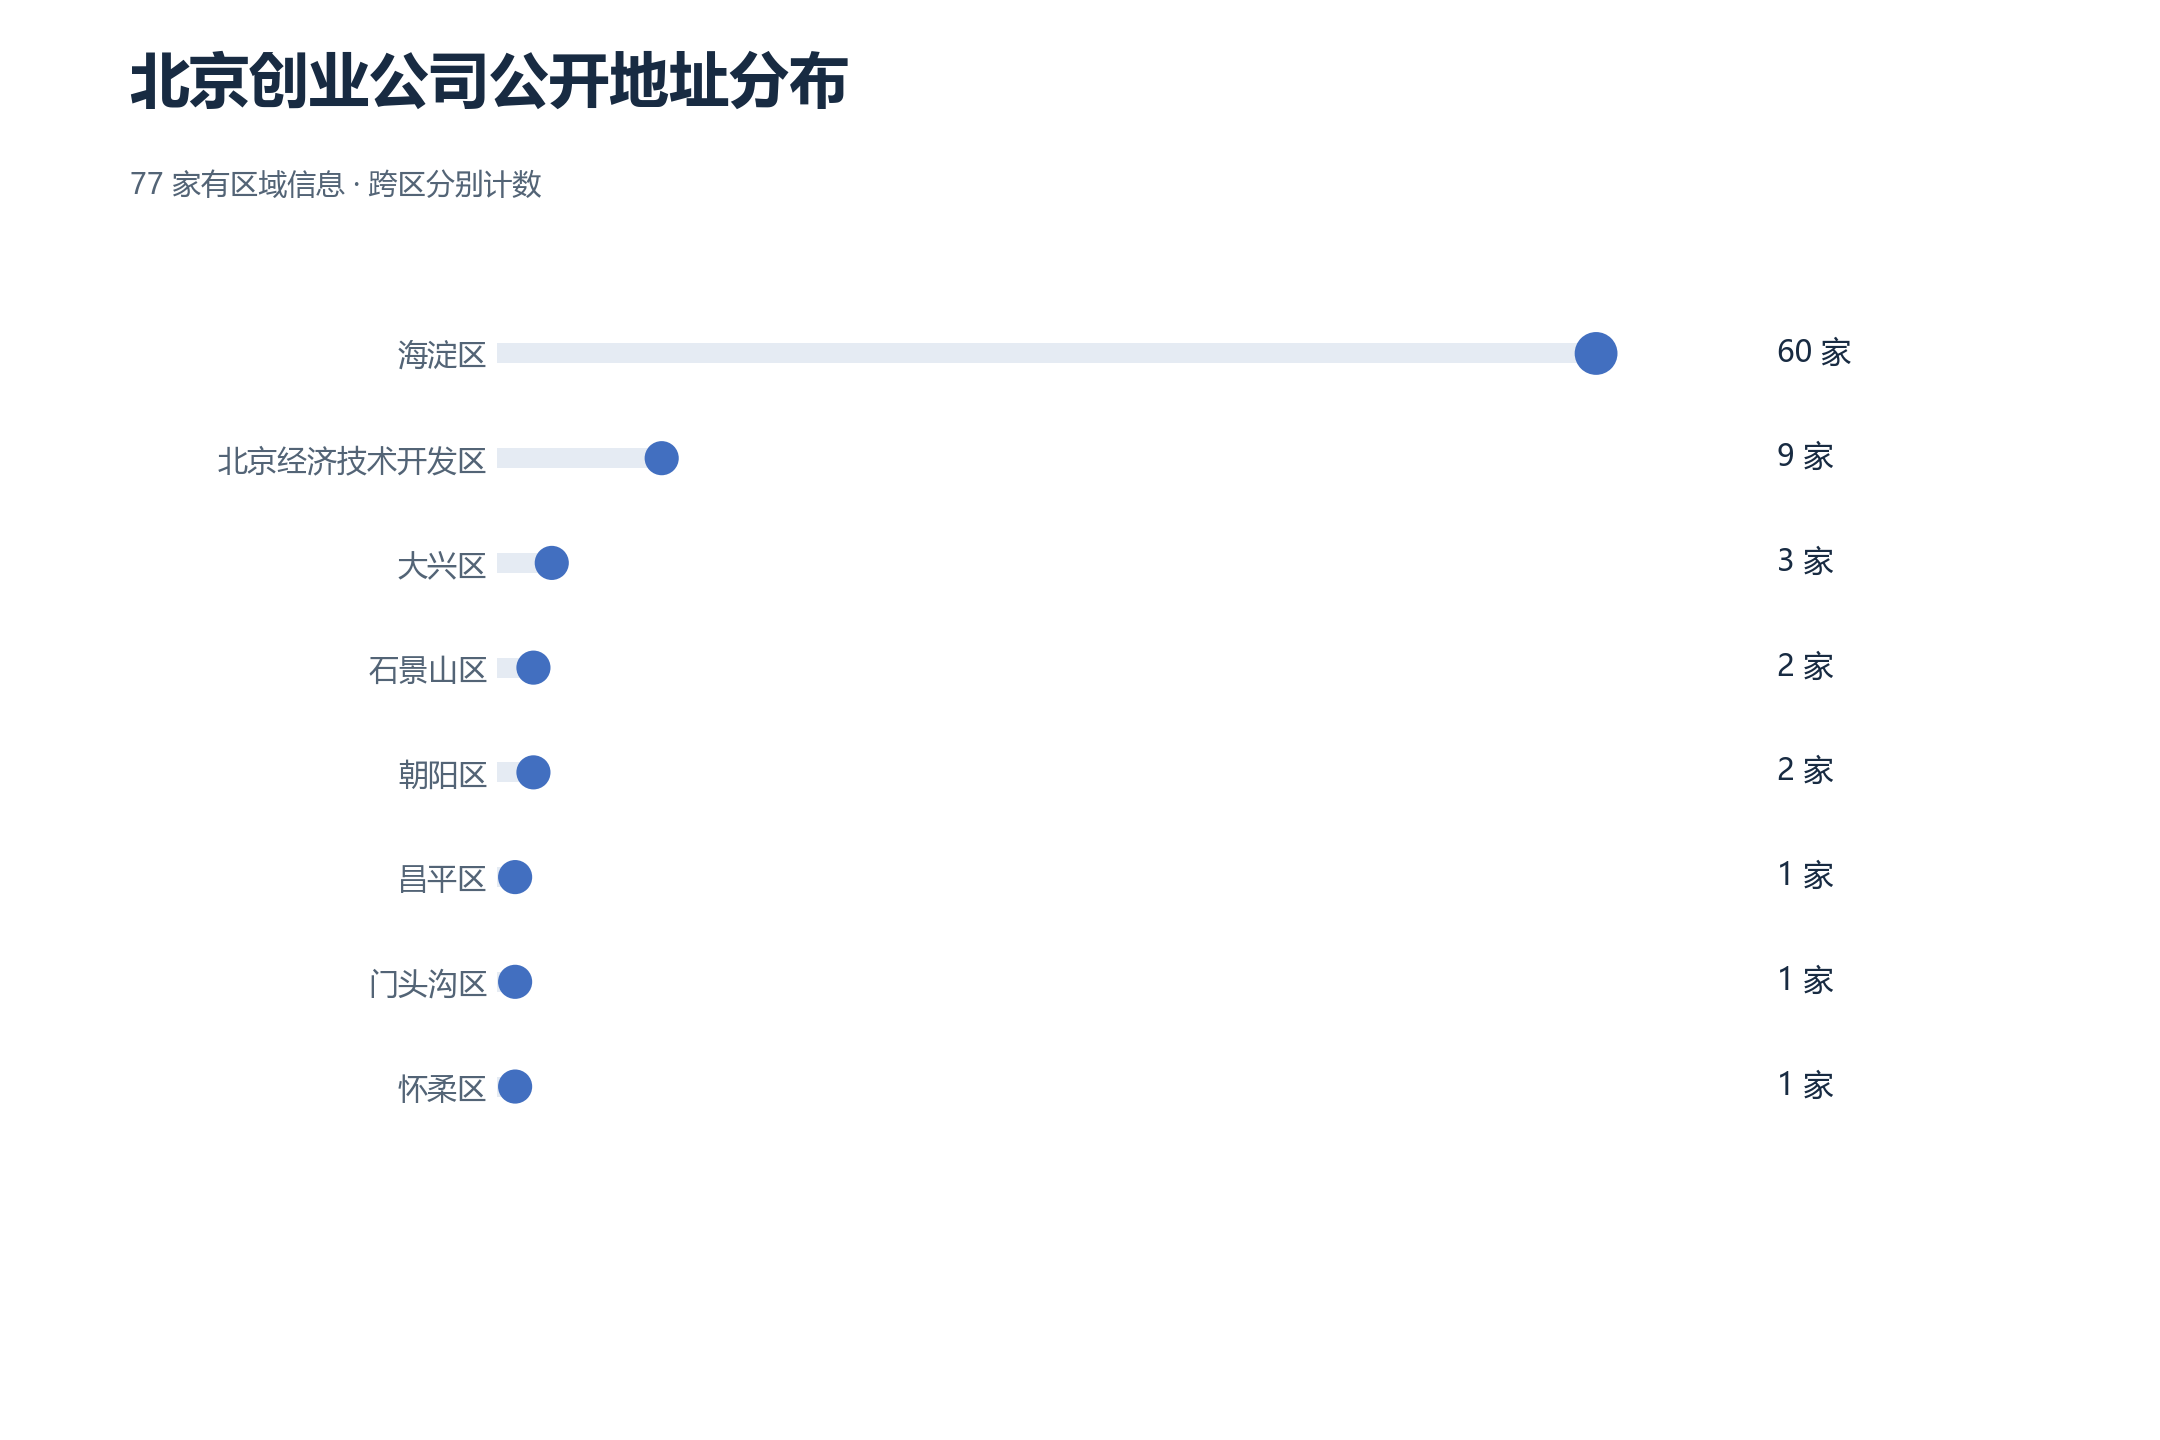 北京创业公司公开地址分布
77 家有区域信息 · 跨区分别计数
海淀区 60 家
北京经济技术开发区 9 家
大兴区 3 家
石景山区 2 家
朝阳区 2 家
昌平区 1 家
门头沟区 1 家
怀柔区 1 家